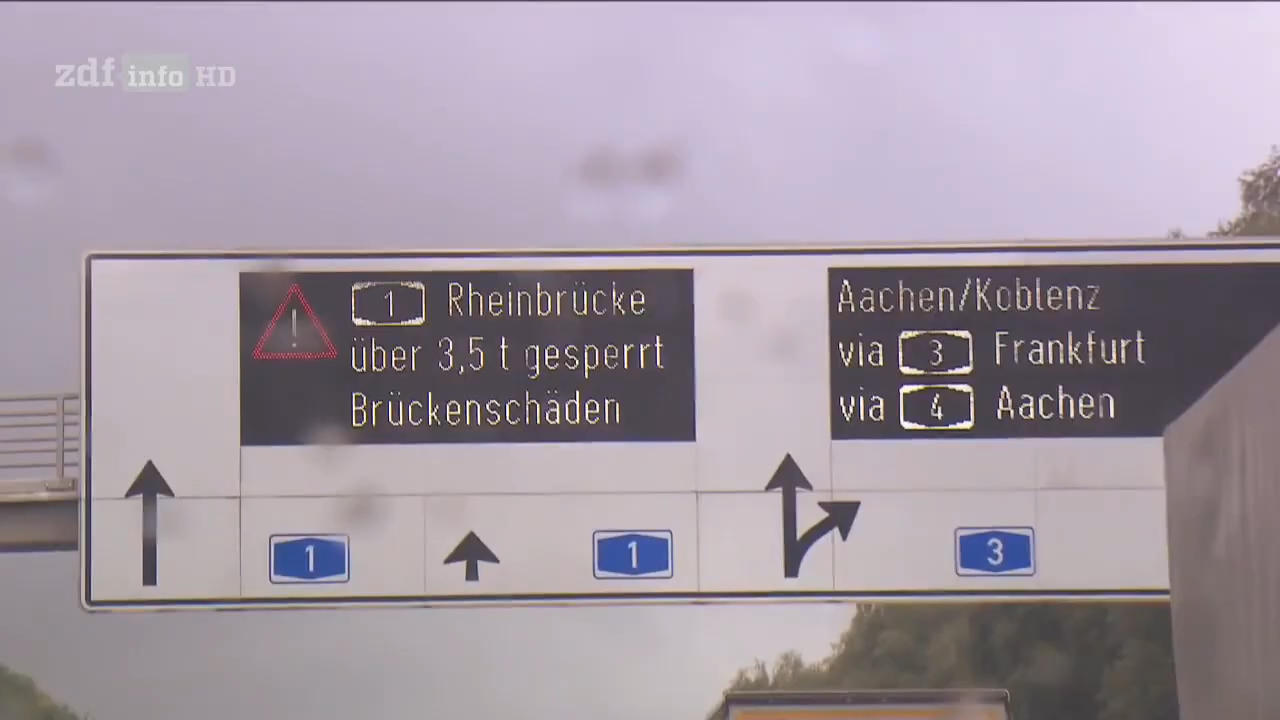 zdf info HD
1 Rheinbrücke
über 3,5 t gesperrt
Brückenschäden
Aachen/Koblenz
via 3 Frankfurt
via 4 Aachen
1
1
3